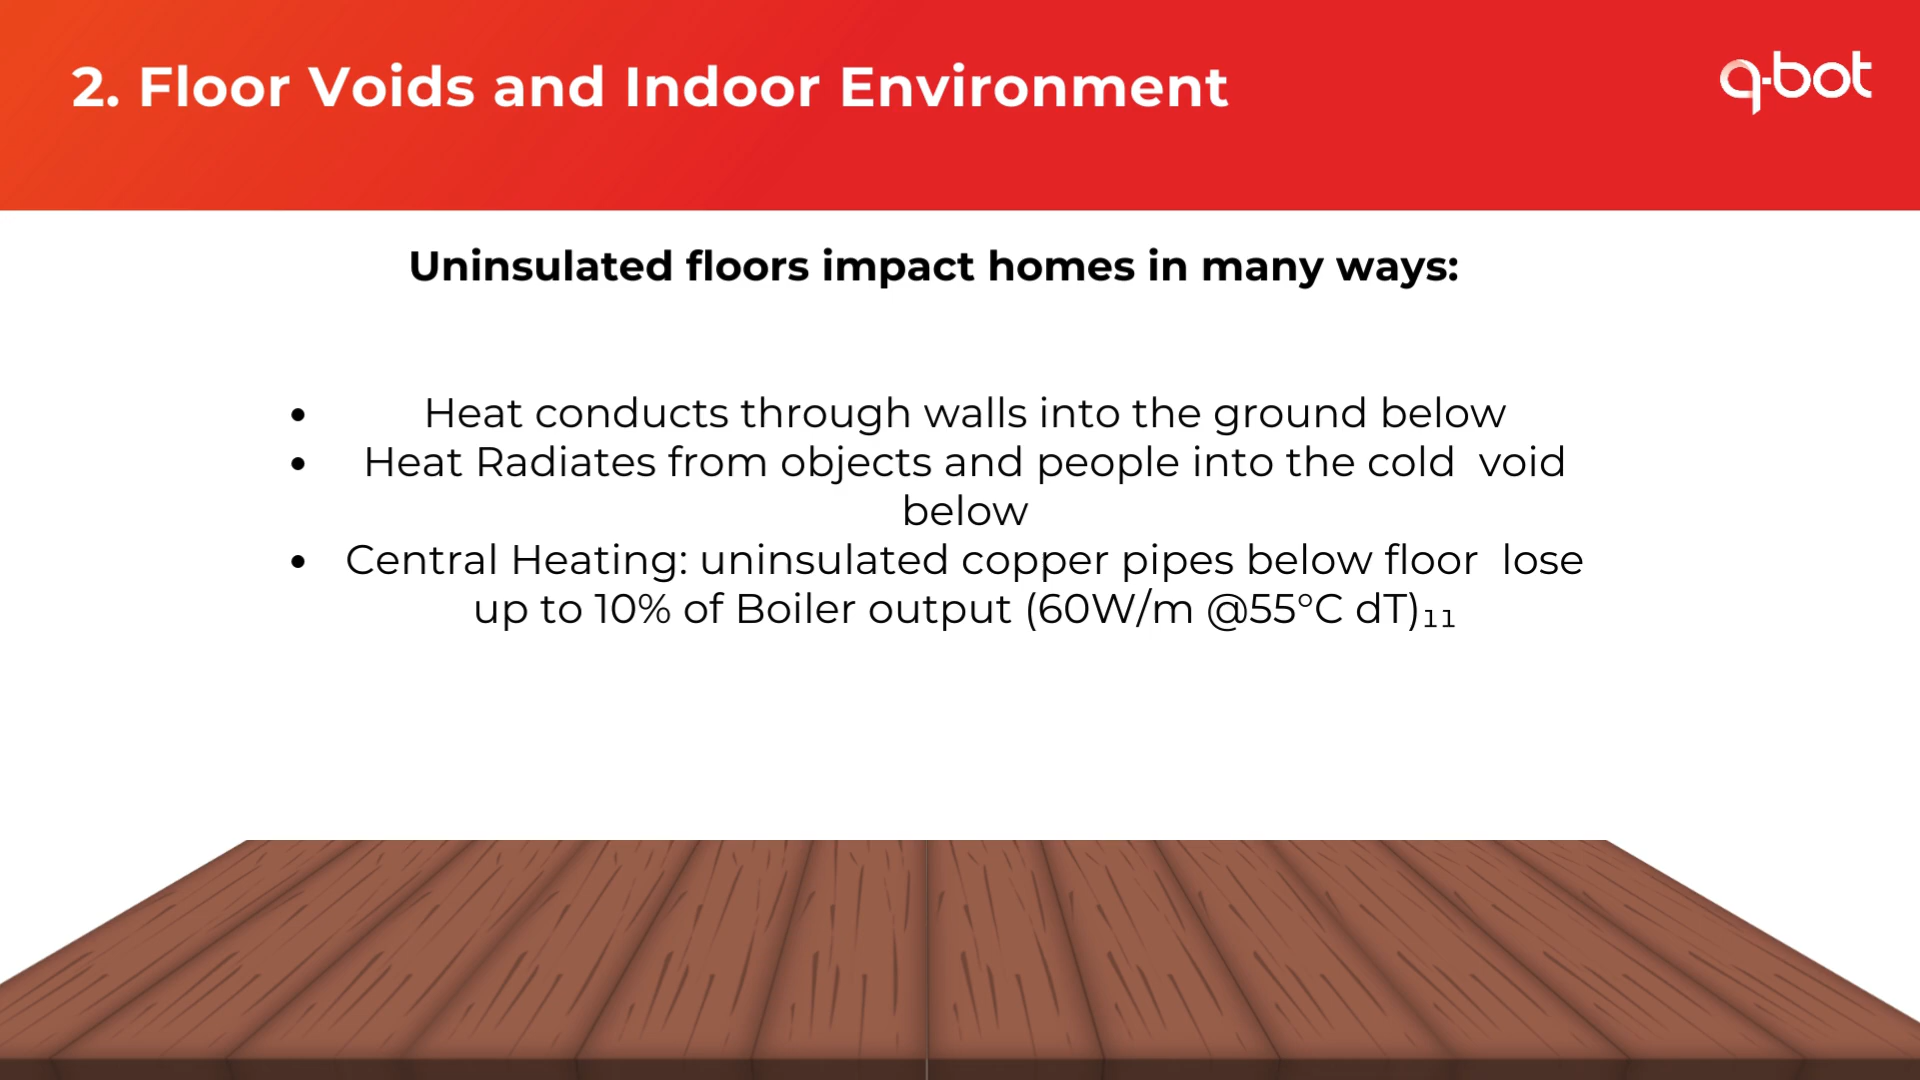 2. Floor Voids and Indoor Environment
q-bot
Uninsulated floors impact homes in many ways:
• Heat conducts through walls into the ground below
• Heat Radiates from objects and people into the cold  void
below
• Central Heating: uninsulated copper pipes below floor  lose
up to 10% of Boiler output (60W/m @55°C dT)₁₁